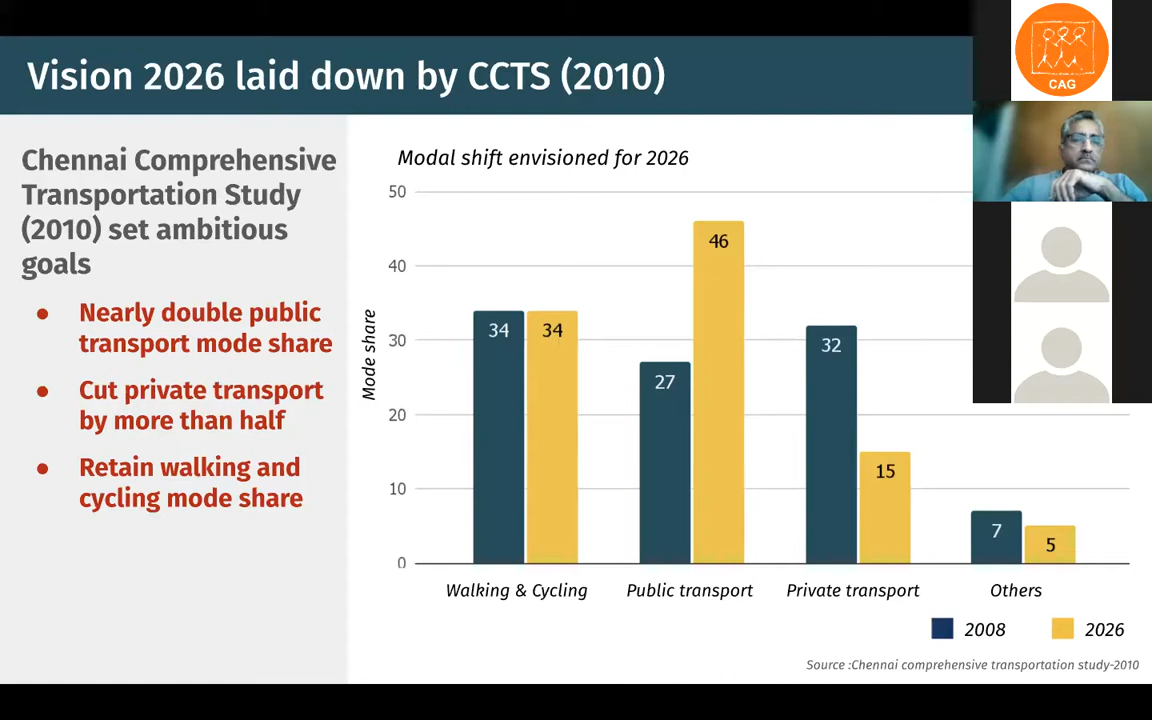 Vision 2026 laid down by CCTS (2010)
CAG
Chennai Comprehensive
Transportation Study
(2010) set ambitious
goals
● Nearly double public
transport mode share
● Cut private transport
by more than half
● Retain walking and
cycling mode share
Modal shift envisioned for 2026
Mode share
50
40
30
20
10
0
34
34
27
46
32
15
7
5
Walking & Cycling
Public transport
Private transport
Others
2008
2026
Source :Chennai comprehensive transportation study-2010